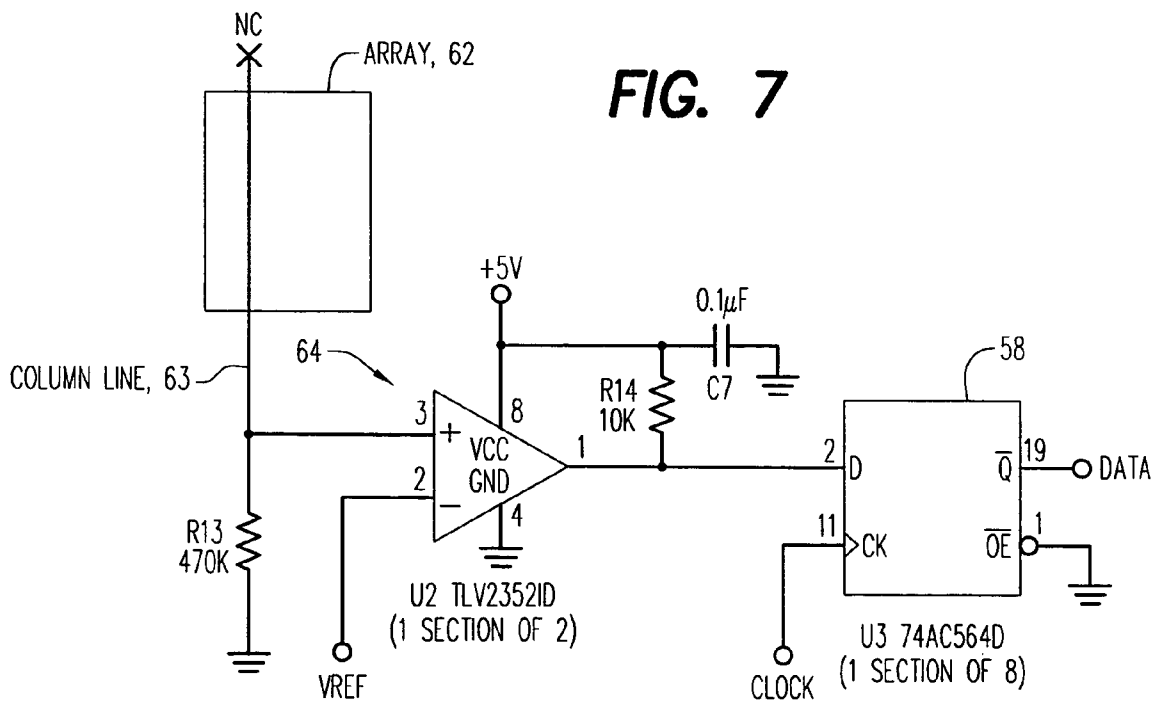 NC
ARRAY, 62
FIG. 7
+5V
0.1μF
64
COLUMN LINE, 63
58
R14
10K
C7
3
+
8
VCC
1
2
D
Q
19
DATA
GND
2
−
4
11
CK
OE
1
R13
470K
U2 TLV2352ID
(1 SECTION OF 2)
U3 74AC564D
(1 SECTION OF 8)
VREF
CLOCK